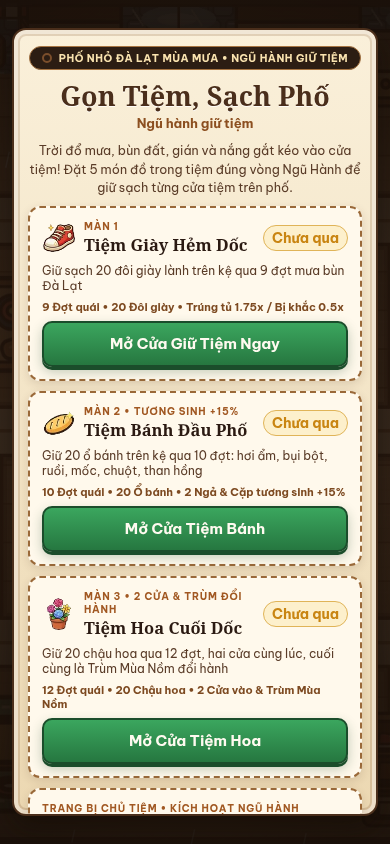 PHỐ NHỎ ĐÀ LẠT MÙA MƯA • NGŨ HÀNH GIỮ TIỆM
Gọn Tiệm, Sạch Phố
Ngũ hành giữ tiệm
Trời đổ mưa, bùn đất, gián và nắng gắt kéo vào cửa
tiệm! Đặt 5 món đồ trong tiệm đúng vòng Ngũ Hành để
giữ sạch từng cửa tiệm trên phố.
MÀN 1
Tiệm Giày Hẻm Dốc
Chưa qua
Giữ sạch 20 đôi giày lành trên kệ qua 9 đợt mưa bùn
Đà Lạt
9 Đợt quái • 20 Đôi giày • Trúng tủ 1.75x / Bị khắc 0.5x
Mở Cửa Giữ Tiệm Ngay
MÀN 2 • TƯƠNG SINH +15%
Tiệm Bánh Đầu Phố
Chưa qua
Giữ 20 ổ bánh trên kệ qua 10 đợt: hơi ẩm, bụi bột,
ruồi, mốc, chuột, than hồng
10 Đợt quái • 20 Ổ bánh • 2 Ngả & Cặp tương sinh +15%
Mở Cửa Tiệm Bánh
MÀN 3 • 2 CỬA & TRÙM ĐỔI
HÀNH
Tiệm Hoa Cuối Dốc
Chưa qua
Giữ 20 chậu hoa qua 12 đợt, hai cửa cùng lúc, cuối
cùng là Trùm Mùa Nồm đổi hành
12 Đợt quái • 20 Chậu hoa • 2 Cửa vào & Trùm Mùa
Nồm
Mở Cửa Tiệm Hoa
TRANG BỊ CHỦ TIỆM • KÍCH HOẠT NGŨ HÀNH